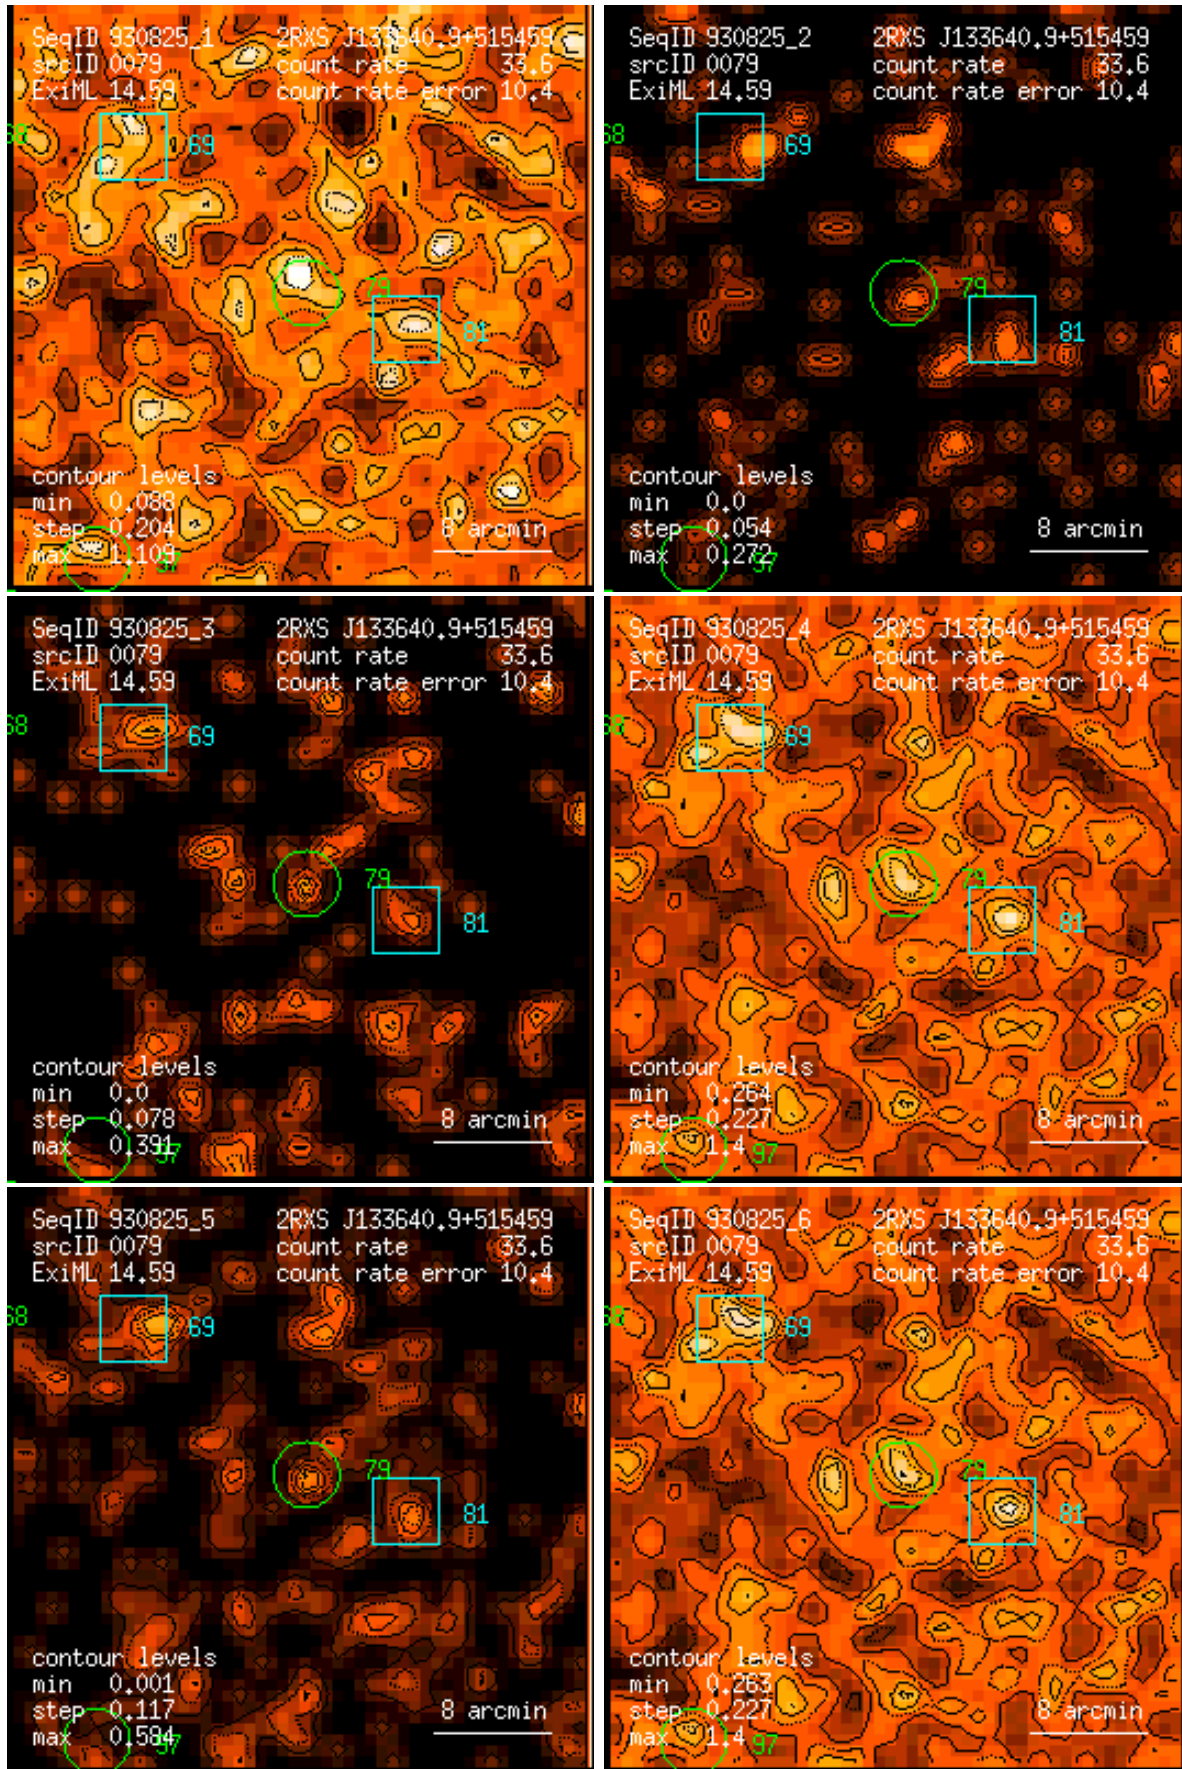 SeqID 930825_1 2RXS J133640.9+515459
srcID 0079 count rate 33.6
ExiML 14.59 count rate error 10.4
68
69
79
81
contour levels
min 0.088
step 0.204
8 arcmin
max 1.109
97
SeqID 930825_2 2RXS J133640.9+515459
srcID 0079 count rate 33.6
ExiML 14.59 count rate error 10.4
68
69
79
81
contour levels
min 0.0
step 0.054
8 arcmin
max 0.272
97
SeqID 930825_3 2RXS J133640.9+515459
srcID 0079 count rate 33.6
ExiML 14.59 count rate error 10.4
68
69
79
81
contour levels
min 0.0
step 0.078
8 arcmin
max 0.391
97
SeqID 930825_4 2RXS J133640.9+515459
srcID 0079 count rate 33.6
ExiML 14.59 count rate error 10.4
68
69
79
81
contour levels
min 0.264
step 0.227
8 arcmin
max 1.4
97
SeqID 930825_5 2RXS J133640.9+515459
srcID 0079 count rate 33.6
ExiML 14.59 count rate error 10.4
68
69
79
81
contour levels
min 0.001
step 0.117
8 arcmin
max 0.584
97
SeqID 930825_6 2RXS J133640.9+515459
srcID 0079 count rate 33.6
ExiML 14.59 count rate error 10.4
68
69
79
81
contour levels
min 0.263
step 0.227
8 arcmin
max 1.4
97